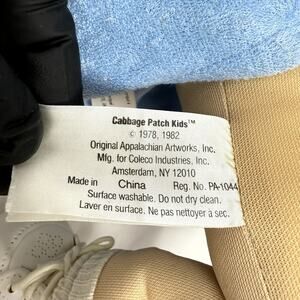 Cabbage Patch Kids™
© 1978, 1982
Original Appalachian Artworks, Inc.
Mfg. for Coleco Industries, Inc.
Amsterdam, NY 12010
Made in China Reg. No. PA-1044
Surface washable. Do not dry clean.
Laver en surface. Ne pas nettoyer à sec.